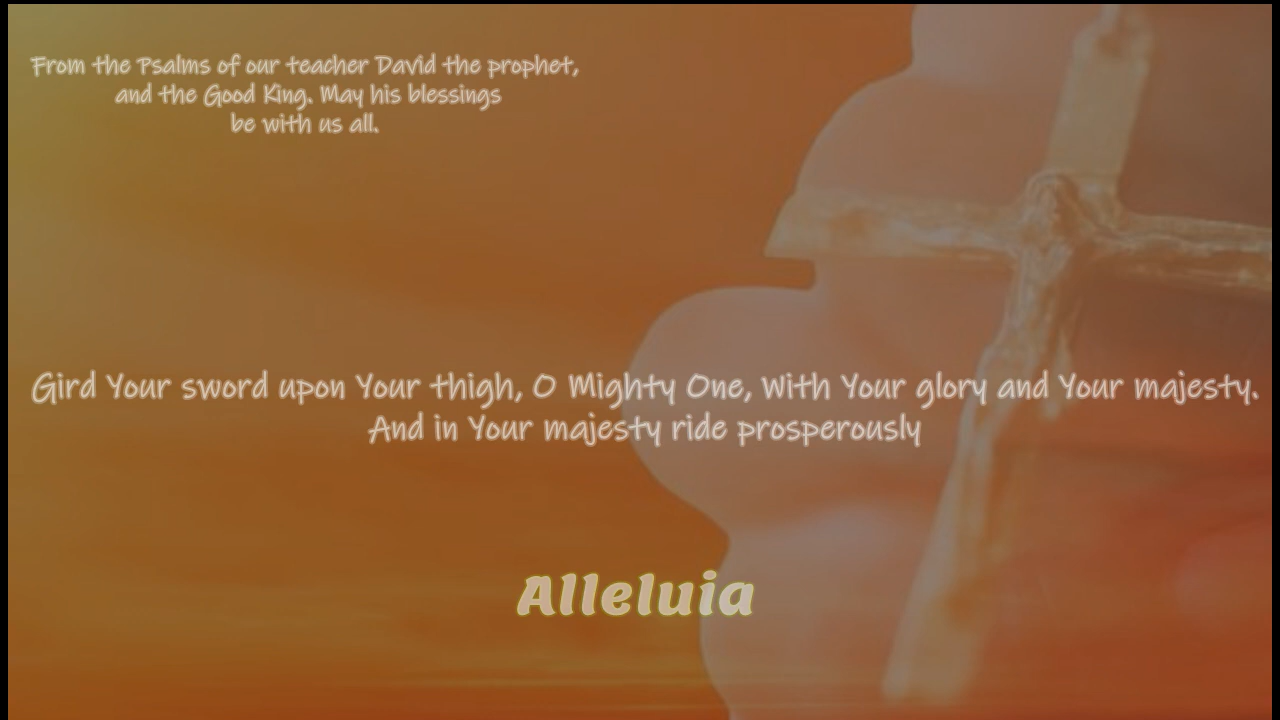 From the Psalms of our teacher David the prophet,
and the Good King. May his blessings
be with us all.
Gird Your sword upon Your thigh, O Mighty One, With Your glory and Your majesty.
And in Your majesty ride prosperously
Alleluia